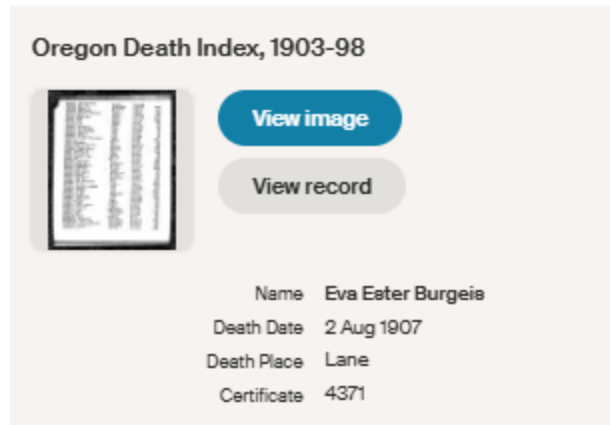 Oregon Death Index, 1903-98
View image
View record
Name Eva Ester Burgeis
Death Date 2 Aug 1907
Death Place Lane
Certificate 4371